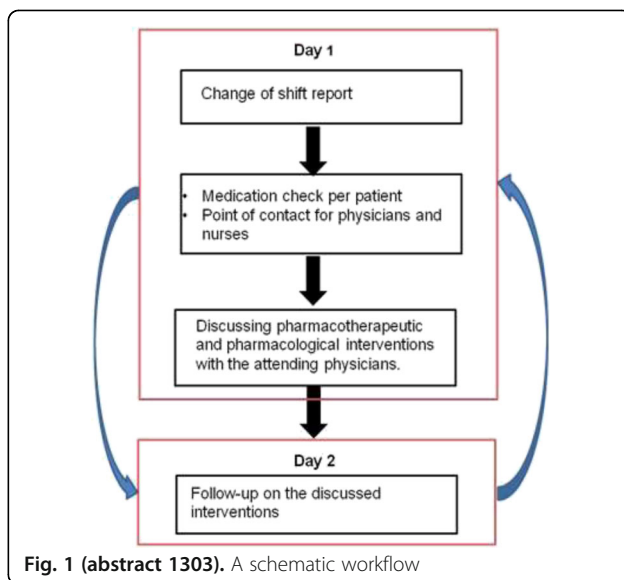 Day 1
Change of shift report
• Medication check per patient
• Point of contact for physicians and
nurses
Discussing pharmacotherapeutic
and pharmacological interventions
with the attending physicians.
Day 2
Follow-up on the discussed
interventions
Fig. 1 (abstract 1303). A schematic workflow